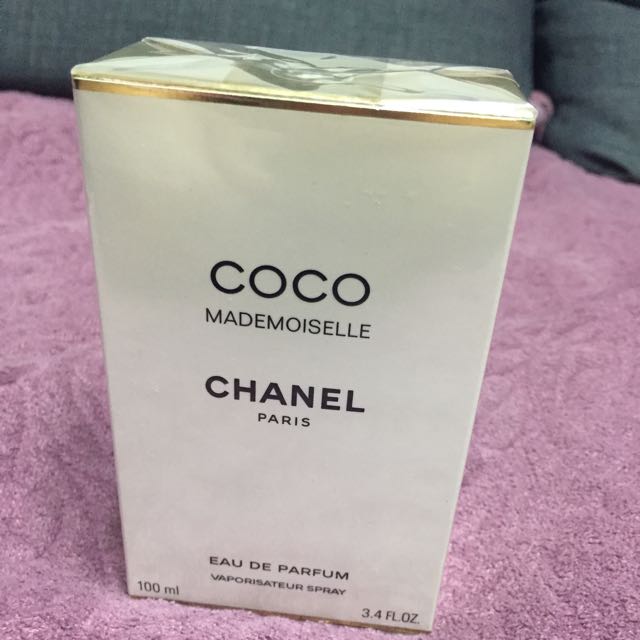 COCO
MADEMOISELLE
CHANEL
PARIS
EAU DE PARFUM
VAPORISATEUR SPRAY
100 ml
3.4 FL.OZ.